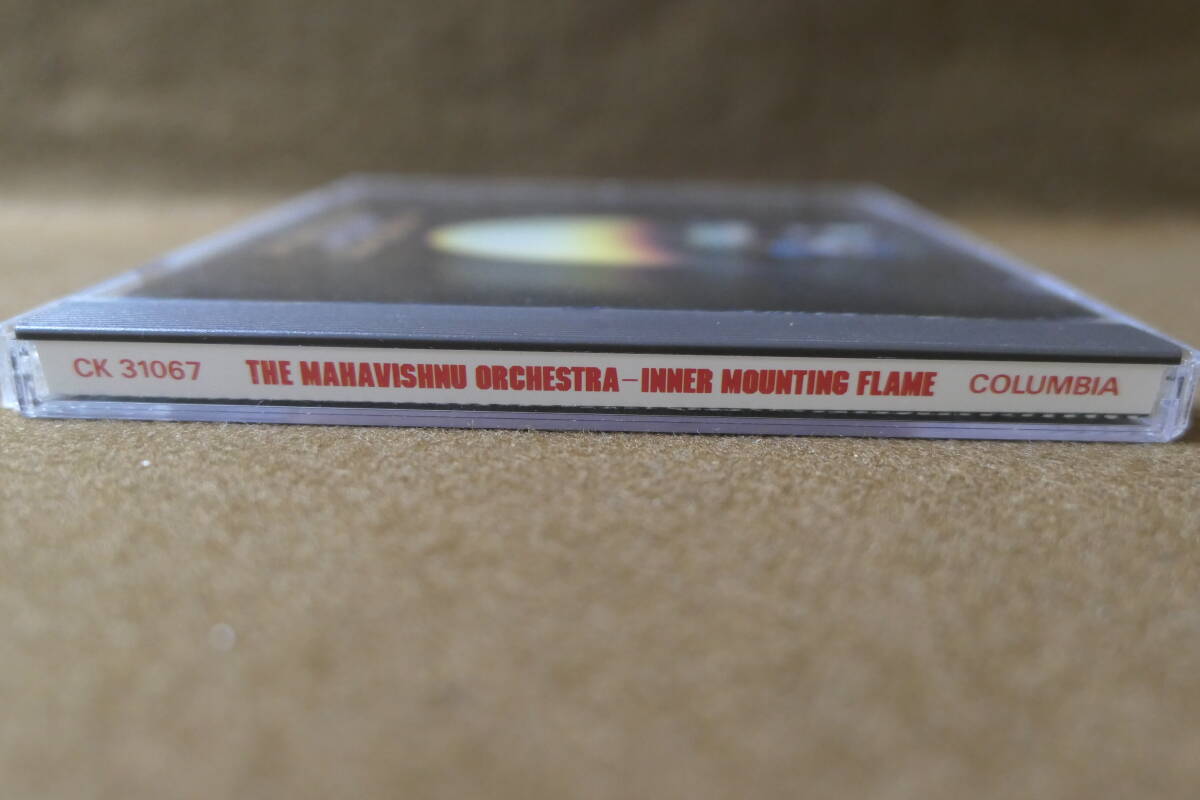 CK 31067 THE MAHAVISHNU ORCHESTRA–INNER MOUNTING FLAME COLUMBIA